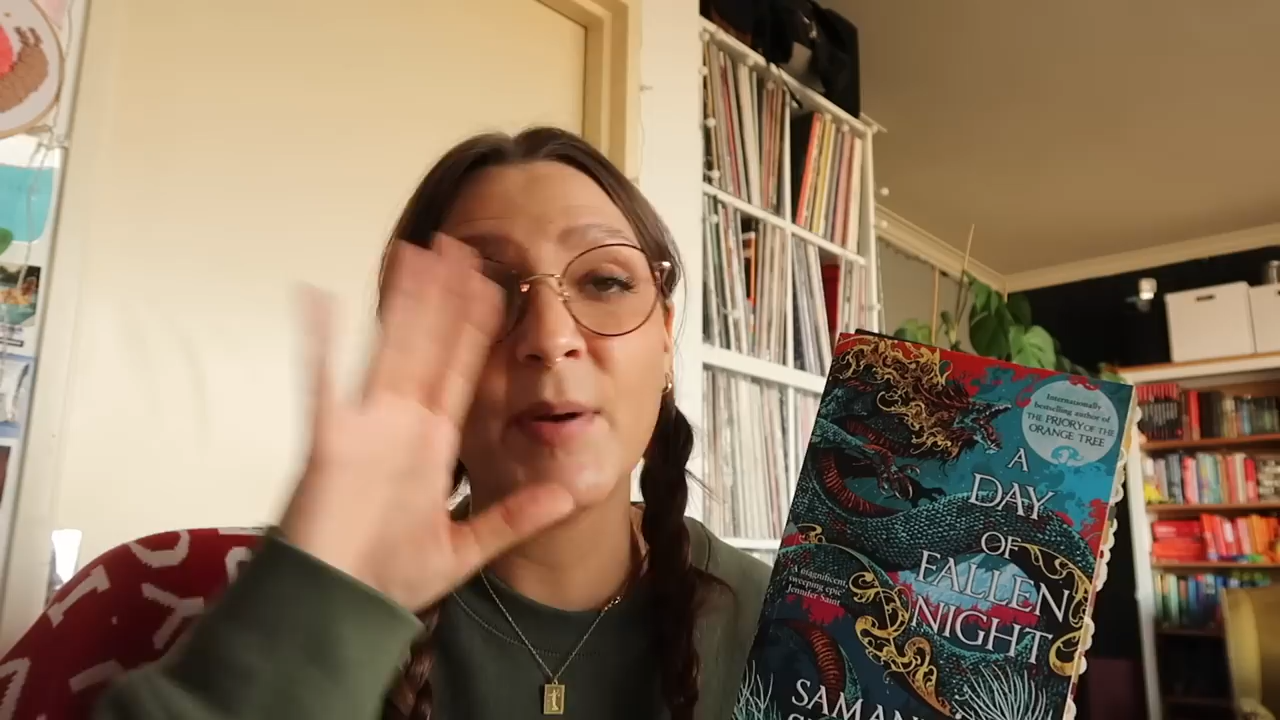 Internationally
bestselling author of
THE PRIORY OF THE
ORANGE TREE
A
DAY
OF
FALLEN
NIGHT
'A magnificent,
sweeping epic'
Jennifer Saint